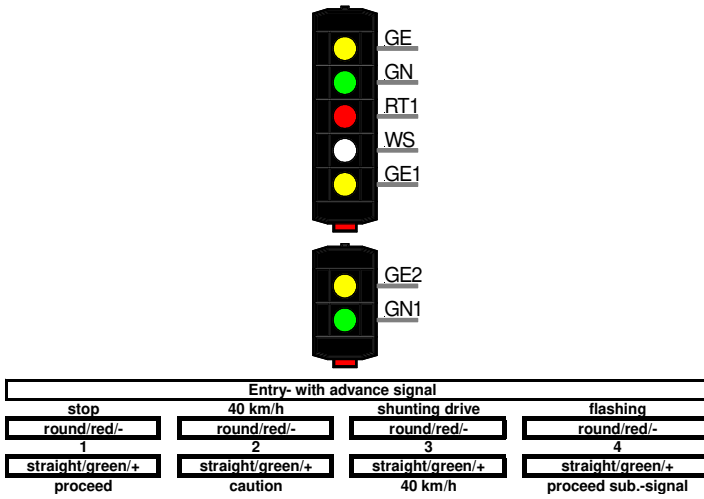 GE
GN
RT1
WS
GE1
GE2
GN1
Entry- with advance signal
stop 40 km/h shunting drive flashing
round/red/- round/red/- round/red/- round/red/-
1 2 3 4
straight/green/+ straight/green/+ straight/green/+ straight/green/+
proceed caution 40 km/h proceed sub.-signal